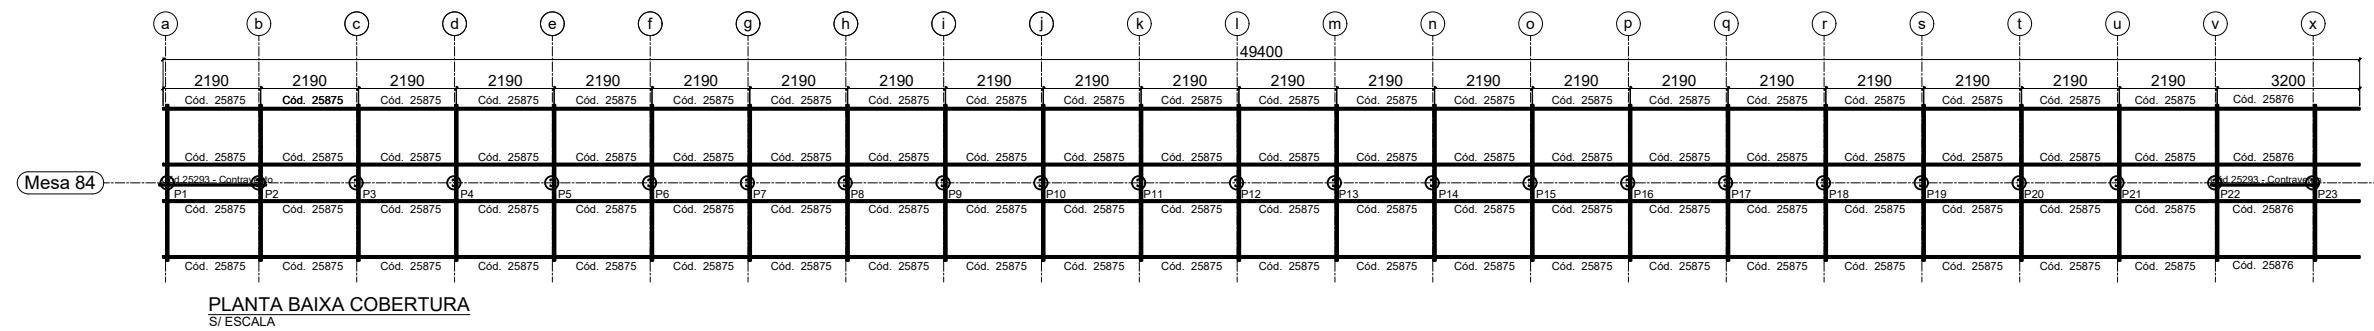 a b c d e f g h i j k l m n o p q r s t u v x
49400
2190 2190 2190 2190 2190 2190 2190 2190 2190 2190 2190 2190 2190 2190 2190 2190 2190 2190 2190 2190 2190 3200
Cód. 25875 Cód. 25875 Cód. 25875 Cód. 25875 Cód. 25875 Cód. 25875 Cód. 25875 Cód. 25875 Cód. 25875 Cód. 25875 Cód. 25875 Cód. 25875 Cód. 25875 Cód. 25875 Cód. 25875 Cód. 25875 Cód. 25875 Cód. 25875 Cód. 25875 Cód. 25875 Cód. 25875 Cód. 25876
Cód. 25875 Cód. 25875 Cód. 25875 Cód. 25875 Cód. 25875 Cód. 25875 Cód. 25875 Cód. 25875 Cód. 25875 Cód. 25875 Cód. 25875 Cód. 25875 Cód. 25875 Cód. 25875 Cód. 25875 Cód. 25875 Cód. 25875 Cód. 25875 Cód. 25875 Cód. 25875 Cód. 25875 Cód. 25876
Mesa 84 Cód 25293 - Contravento Cód 25293 - Contravento
P1 P2 P3 P4 P5 P6 P7 P8 P9 P10 P11 P12 P13 P14 P15 P16 P17 P18 P19 P20 P21 P22 P23
Cód. 25875 Cód. 25875 Cód. 25875 Cód. 25875 Cód. 25875 Cód. 25875 Cód. 25875 Cód. 25875 Cód. 25875 Cód. 25875 Cód. 25875 Cód. 25875 Cód. 25875 Cód. 25875 Cód. 25875 Cód. 25875 Cód. 25875 Cód. 25875 Cód. 25875 Cód. 25875 Cód. 25875 Cód. 25876
Cód. 25875 Cód. 25875 Cód. 25875 Cód. 25875 Cód. 25875 Cód. 25875 Cód. 25875 Cód. 25875 Cód. 25875 Cód. 25875 Cód. 25875 Cód. 25875 Cód. 25875 Cód. 25875 Cód. 25875 Cód. 25875 Cód. 25875 Cód. 25875 Cód. 25875 Cód. 25875 Cód. 25875 Cód. 25876
PLANTA BAIXA COBERTURA
S/ ESCALA